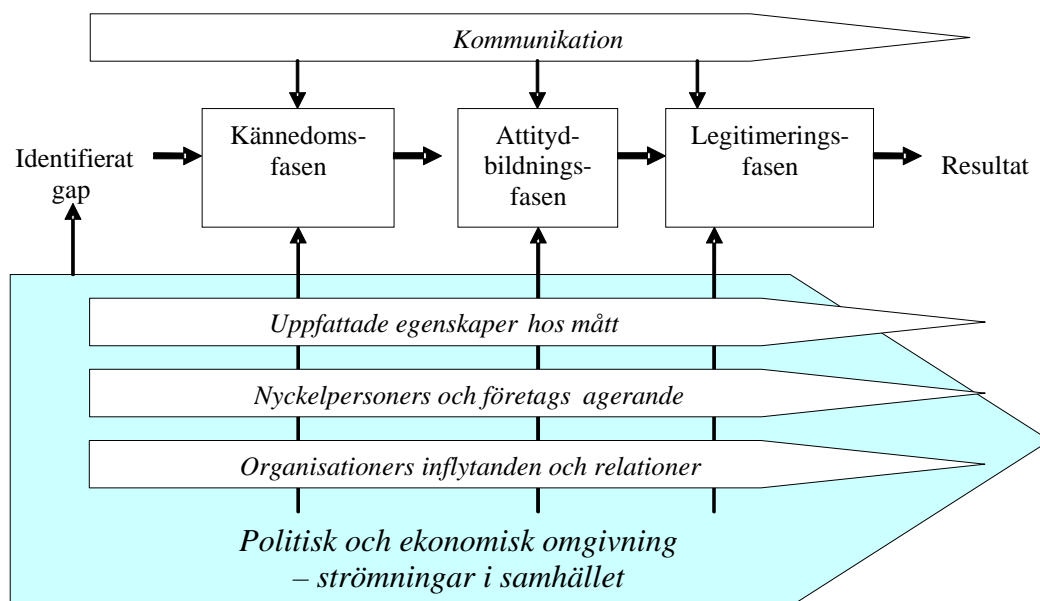 Kommunikation
Identifierat
gap
Kännedoms-
fasen
Attityd-
bildnings-
fasen
Legitimerings-
fasen
Resultat
Uppfattade egenskaper hos mått
Nyckelpersoners och företags agerande
Organisationers inflytanden och relationer
Politisk och ekonomisk omgivning
– strömningar i samhället